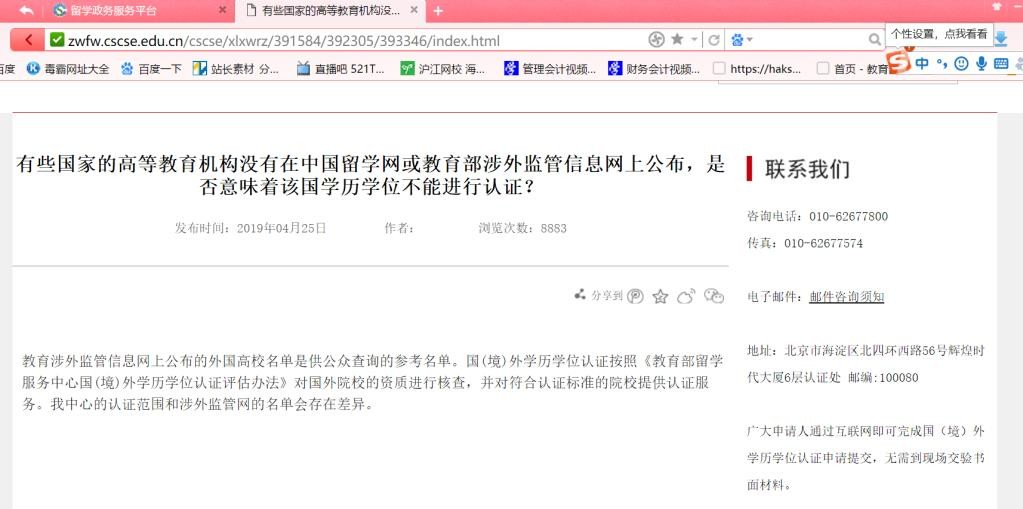 留学政务服务平台
有些国家的高等教育机构没...
zwfw.cscse.edu.cn/cscse/xlxwrz/391584/392305/393346/index.html
个性设置，点我看看
百度
毒霸网址大全
百度一下
站长素材 分...
直播吧 521T...
沪江网校 海...
管理会计视频...
财务会计视频...
https://haks...
首页 - 教育
中
有些国家的高等教育机构没有在中国留学网或教育部涉外监管信息网上公布，是
否意味着该国学历学位不能进行认证？
发布时间：2019年04月25日 作者： 浏览次数：8883
分享到
教育涉外监管信息网上公布的外国高校名单是供公众查询的参考名单。国(境)外学历学位认证按照《教育部留学
服务中心国(境)外学历学位认证评估办法》对国外院校的资质进行核查，并对符合认证标准的院校提供认证服
务。我中心的认证范围和涉外监管网的名单会存在差异。
联系我们
咨询电话：010-62677800
传真：010-62677574
电子邮件：邮件咨询须知
地址：北京市海淀区北四环西路56号辉煌时
代大厦6层认证处 邮编:100080
广大申请人通过互联网即可完成国（境）外
学历学位认证申请提交，无需到现场交验书
面材料。